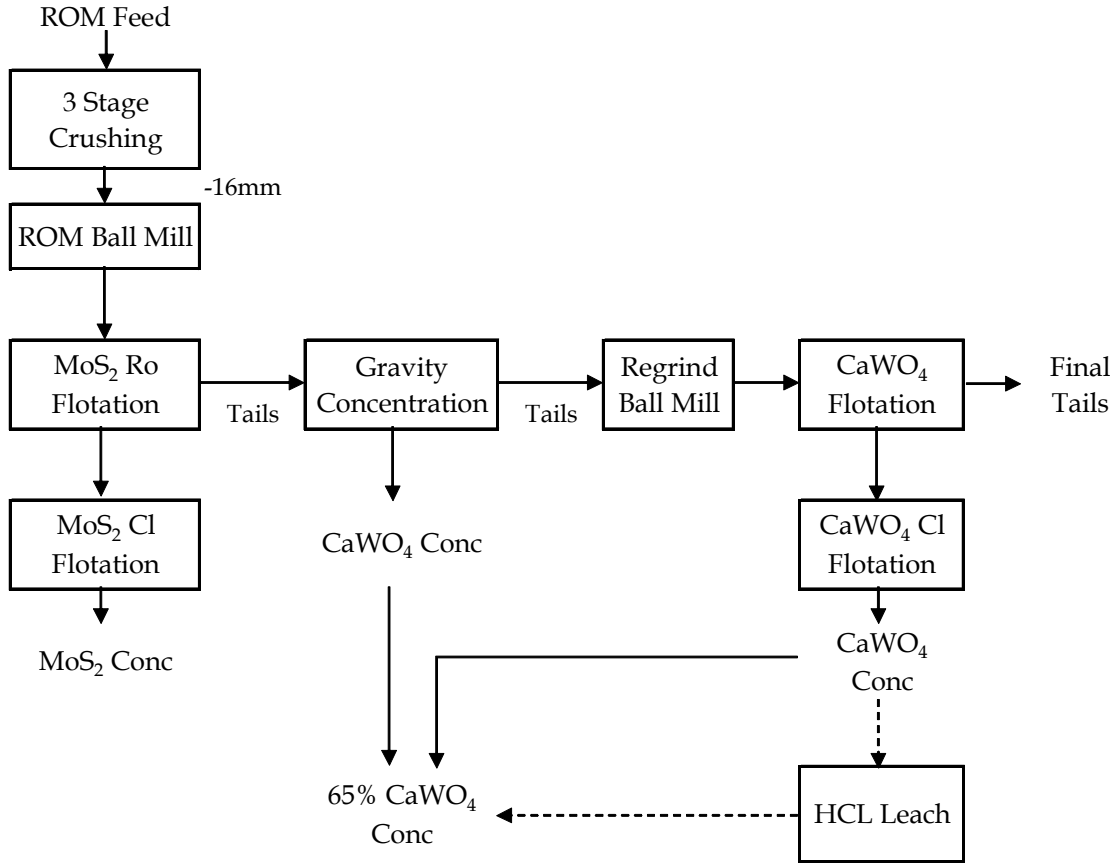 ROM Feed
3 Stage
Crushing
-16mm
ROM Ball Mill
MoS₂ Ro
Flotation
Tails
Gravity
Concentration
Tails
Regrind
Ball Mill
CaWO₄
Flotation
Final
Tails
MoS₂ Cl
Flotation
CaWO₄ Conc
CaWO₄ Cl
Flotation
MoS₂ Conc
CaWO₄
Conc
65% CaWO₄
Conc
HCL Leach